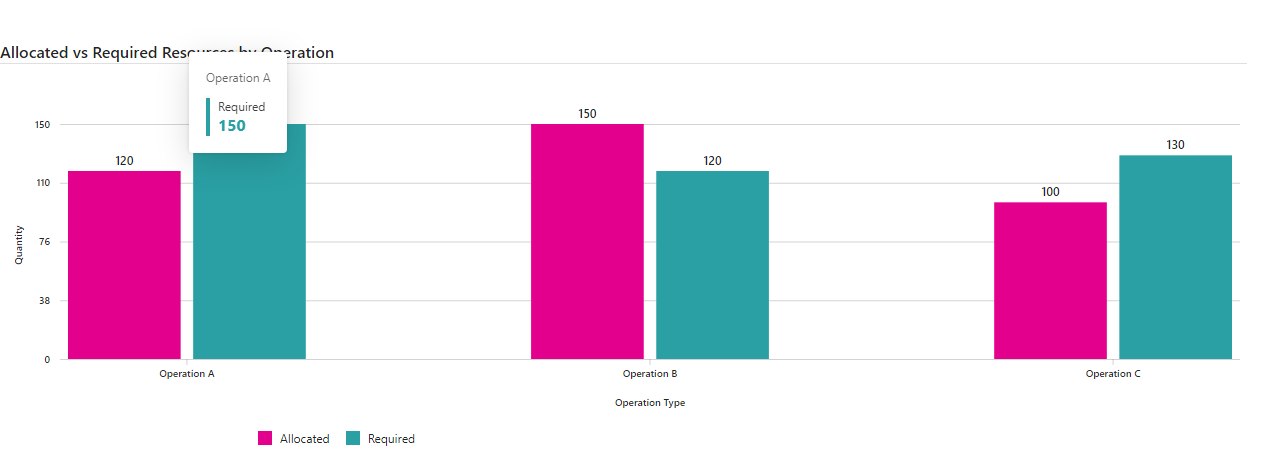 Allocated vs Required Resources by Operation
Operation A
Required
150
150
110
76
38
0
Quantity
120
150
120
100
130
Operation A
Operation B
Operation C
Operation Type
Allocated
Required